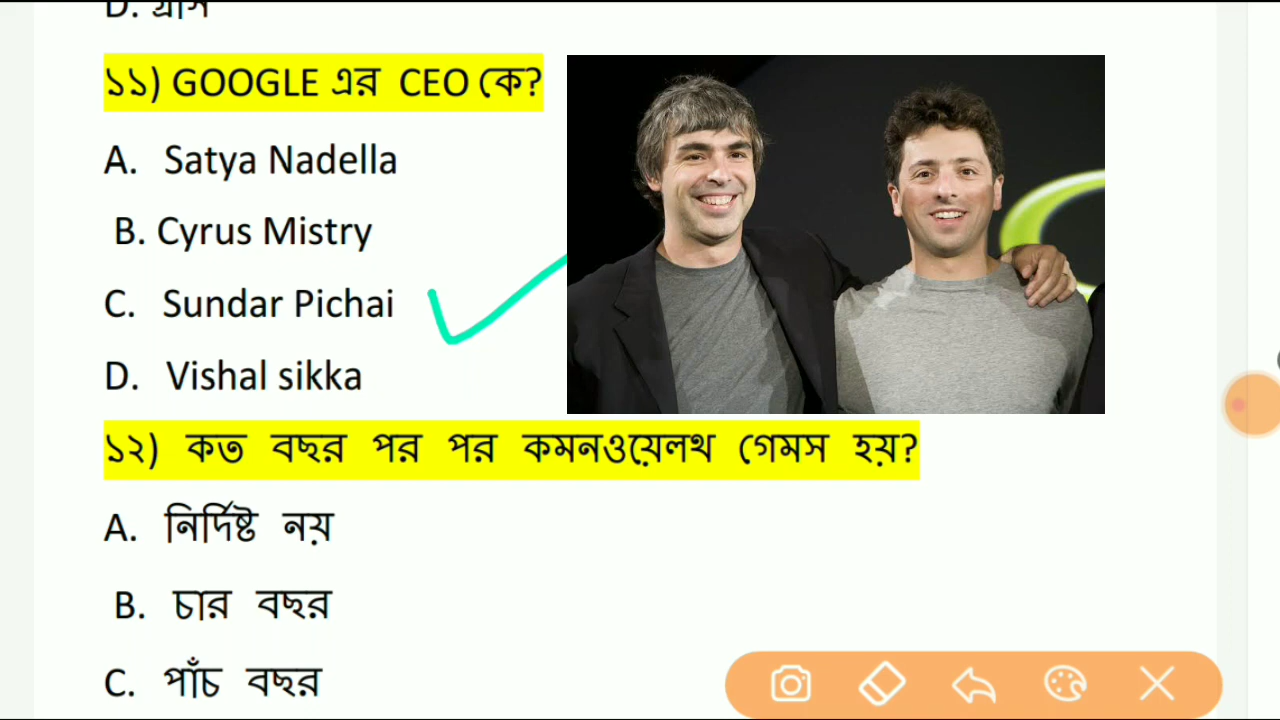 D. গ্রাস
১১) GOOGLE এর CEO কে?
A. Satya Nadella
B. Cyrus Mistry
C. Sundar Pichai
D. Vishal sikka
১২) কত বছর পর পর কমনওয়েলথ গেমস হয়?
A. নির্দিষ্ট নয়
B. চার বছর
C. পাঁচ বছর